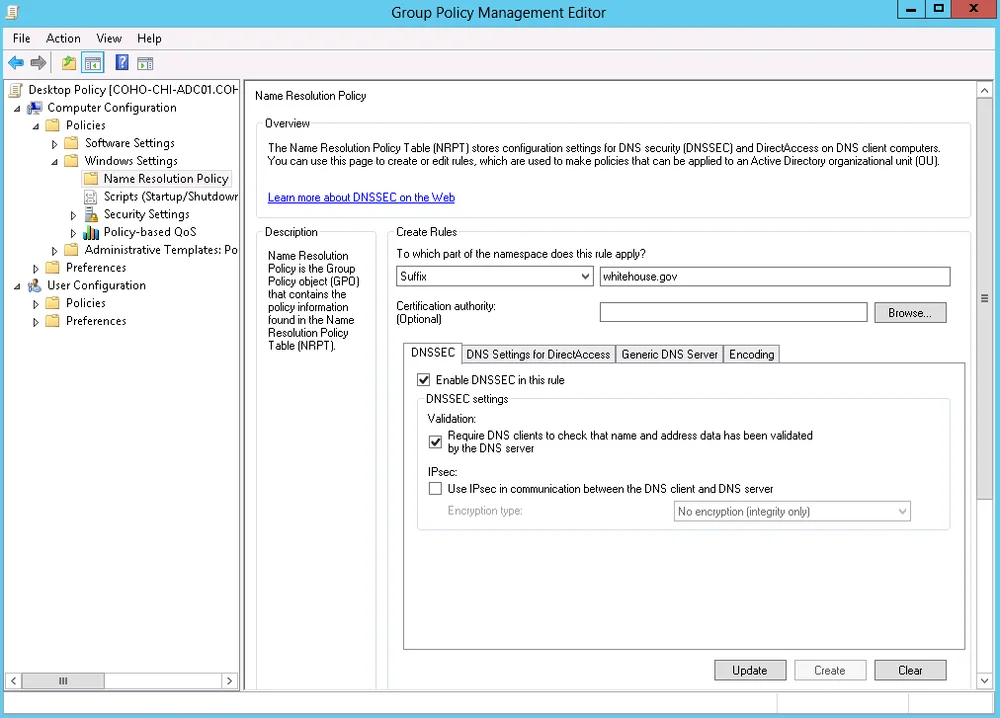 Group Policy Management Editor
File Action View Help
Desktop Policy [COHO-CHI-ADC01.COH
Computer Configuration
Policies
Software Settings
Windows Settings
Name Resolution Policy
Scripts (Startup/Shutdown
Security Settings
Policy-based QoS
Administrative Templates: Po
Preferences
User Configuration
Policies
Preferences
Name Resolution Policy
Overview
The Name Resolution Policy Table (NRPT) stores configuration settings for DNS security (DNSSEC) and DirectAccess on DNS client computers.
You can use this page to create or edit rules, which are used to make policies that can be applied to an Active Directory organizational unit (OU).
Learn more about DNSSEC on the Web
Description
Name Resolution
Policy is the Group
Policy object (GPO)
that contains the
policy information
found in the Name
Resolution Policy
Table (NRPT).
Create Rules
To which part of the namespace does this rule apply?
Suffix whitehouse.gov
Certification authority:
(Optional)
Browse...
DNSSEC DNS Settings for DirectAccess Generic DNS Server Encoding
Enable DNSSEC in this rule
DNSSEC settings
Validation:
Require DNS clients to check that name and address data has been validated
by the DNS server
IPsec:
Use IPsec in communication between the DNS client and DNS server
Encryption type: No encryption (integrity only)
Update Create Clear